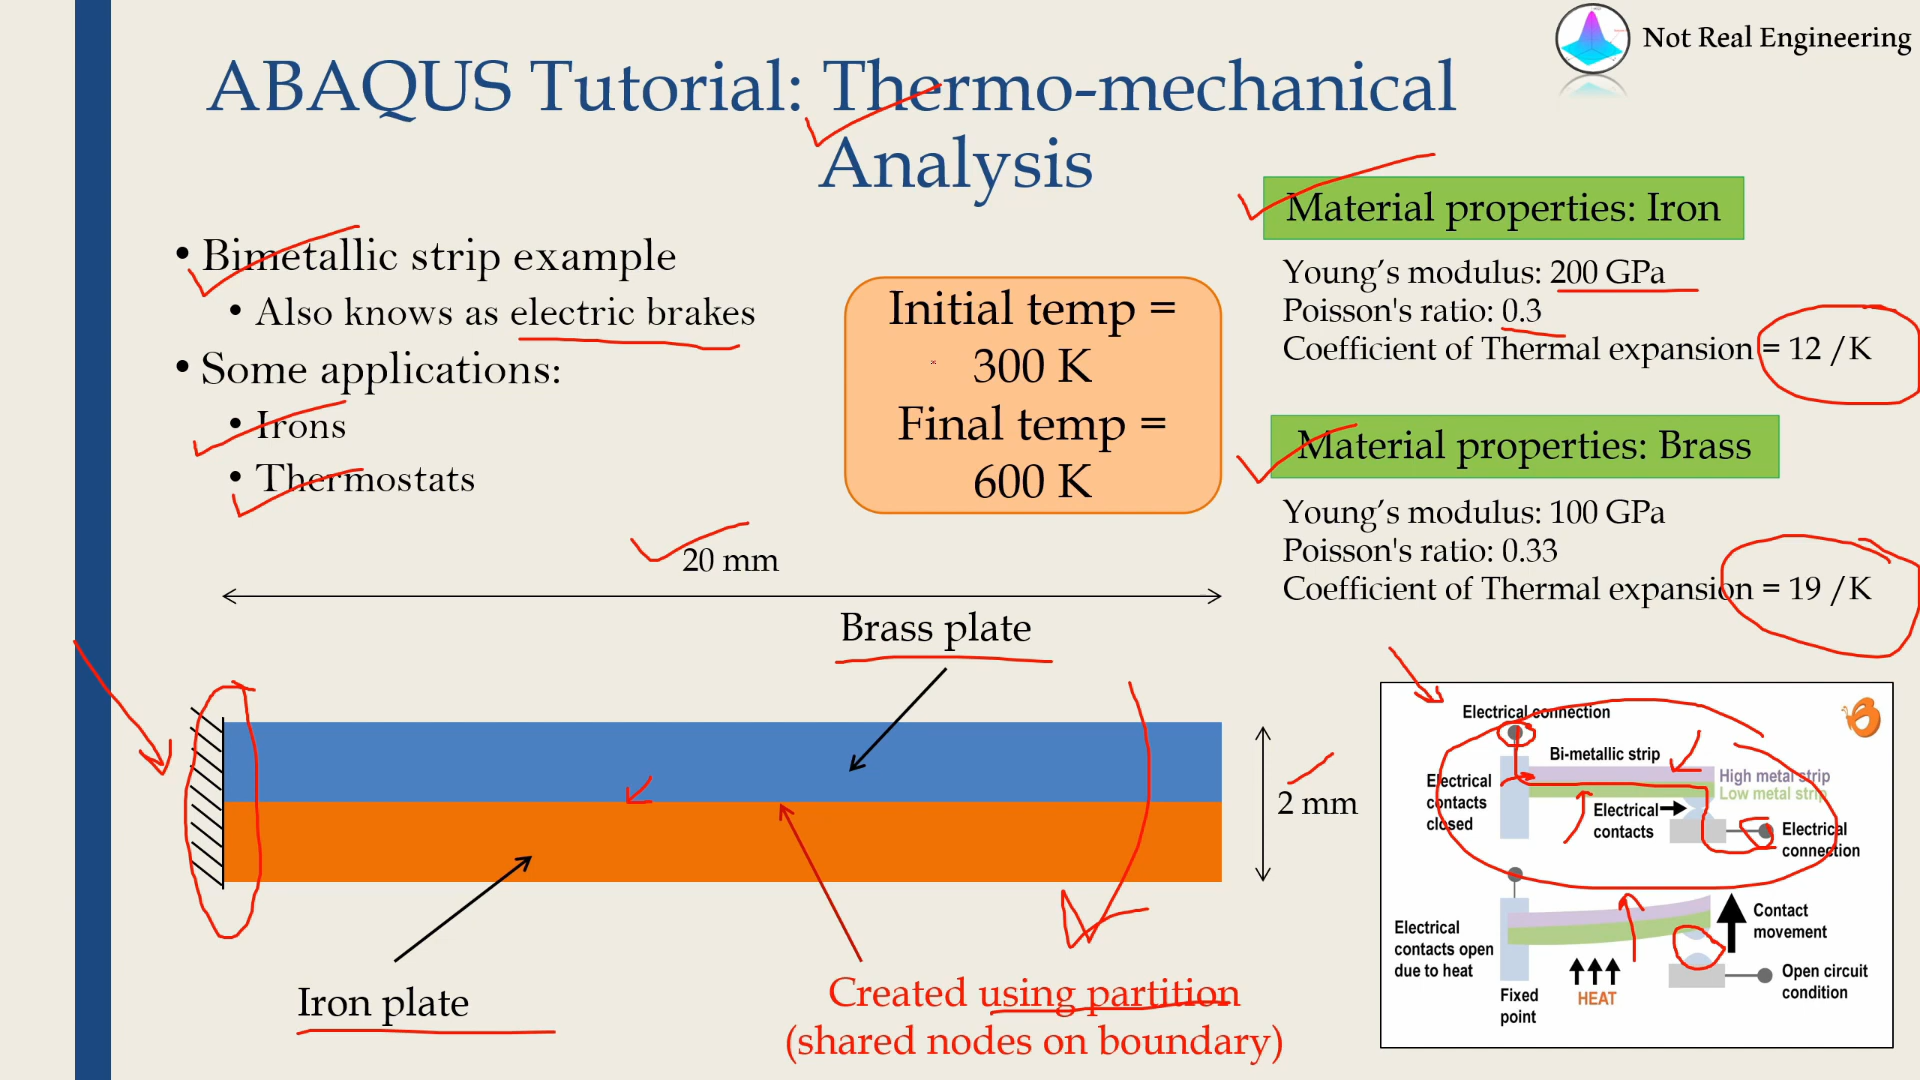 Not Real Engineering
ABAQUS Tutorial: Thermo-mechanical
Analysis
• Bimetallic strip example
• Also knows as electric brakes
• Some applications:
• Irons
• Thermostats
Initial temp =
300 K
Final temp =
600 K
Material properties: Iron
Young’s modulus: 200 GPa
Poisson's ratio: 0.3
Coefficient of Thermal expansion = 12 /K
Material properties: Brass
Young’s modulus: 100 GPa
Poisson's ratio: 0.33
Coefficient of Thermal expansion = 19 /K
20 mm
Brass plate
2 mm
Iron plate
Created using partition
(shared nodes on boundary)
Electrical connection
Bi-metallic strip
High metal strip
Low metal strip
Electrical
contacts
closed
Electrical
contacts
Electrical
connection
Electrical
contacts open
due to heat
Contact
movement
HEAT
Fixed
point
Open circuit
condition